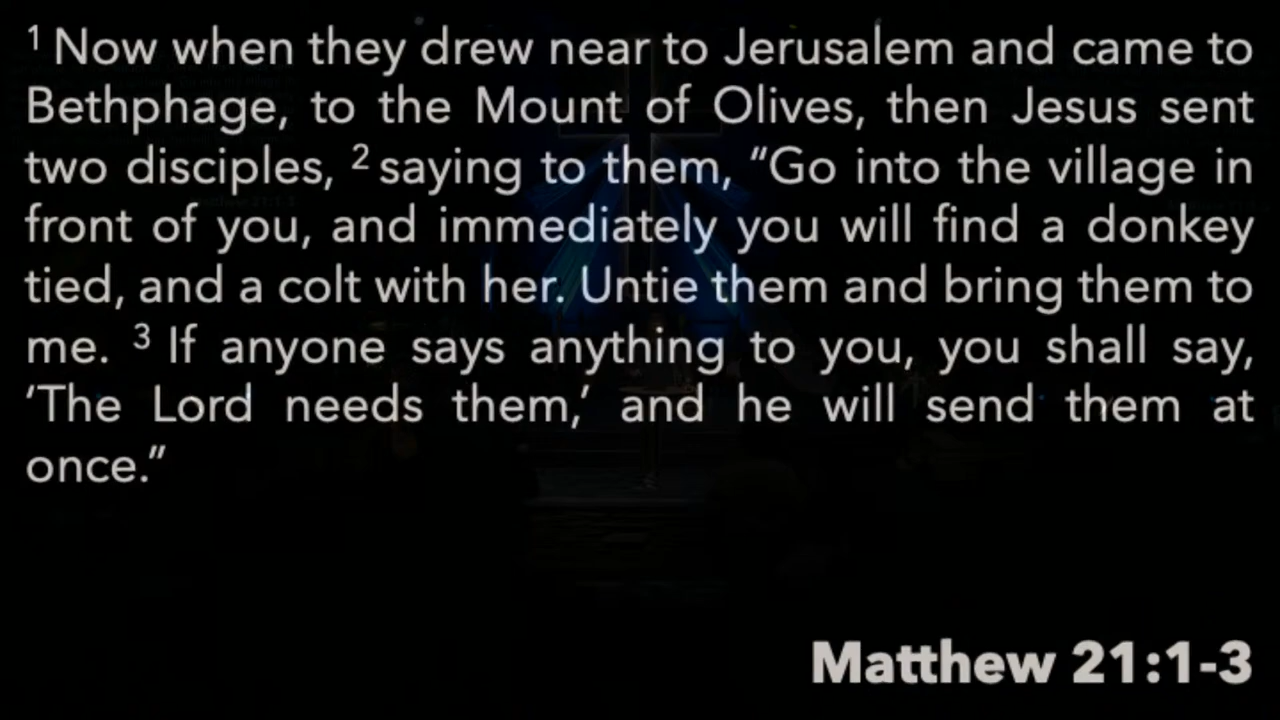 ¹ Now when they drew near to Jerusalem and came to
Bethphage, to the Mount of Olives, then Jesus sent
two disciples, ² saying to them, “Go into the village in
front of you, and immediately you will find a donkey
tied, and a colt with her. Untie them and bring them to
me. ³ If anyone says anything to you, you shall say,
‘The Lord needs them,’ and he will send them at
once.”
Matthew 21:1-3